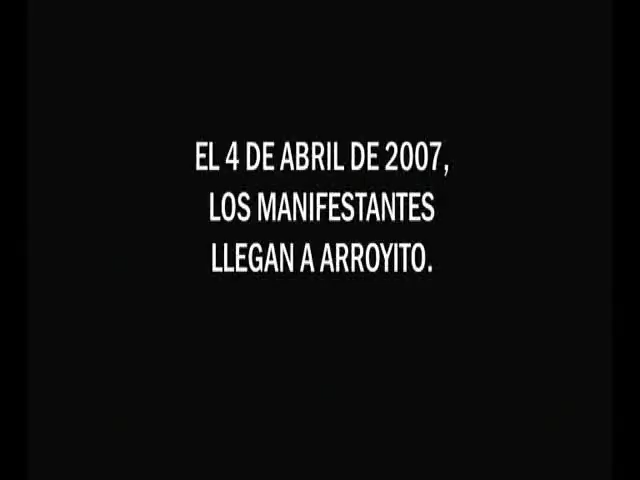 EL 4 DE ABRIL DE 2007,
LOS MANIFESTANTES
LLEGAN A ARROYITO.